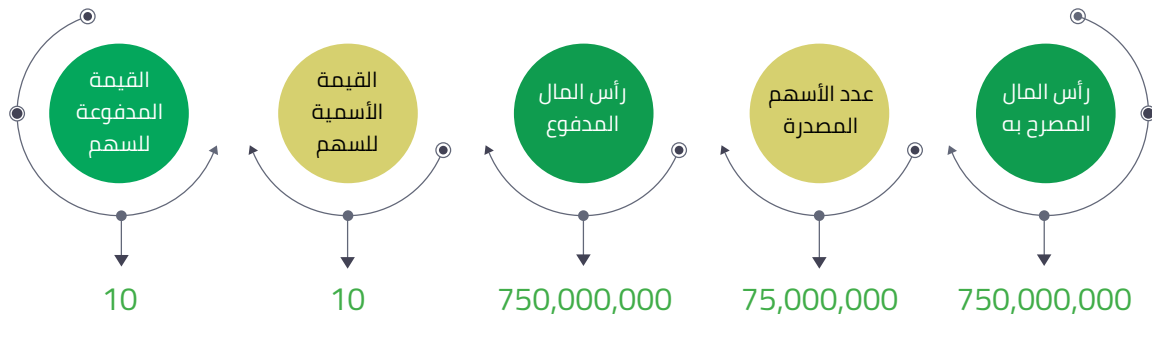 رأس المال
المصرح به
750,000,000
عدد الأسهم
المصدرة
75,000,000
رأس المال
المدفوع
750,000,000
القيمة
الأسمية
للسهم
10
القيمة
المدفوعة
للسهم
10